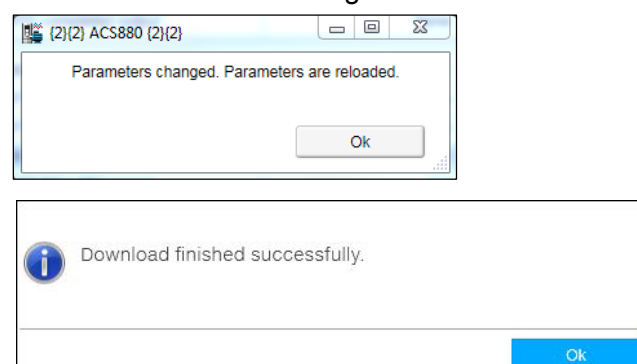 {2}{2} ACS880 {2}{2}
Parameters changed. Parameters are reloaded.
Ok
Download finished successfully.
Ok